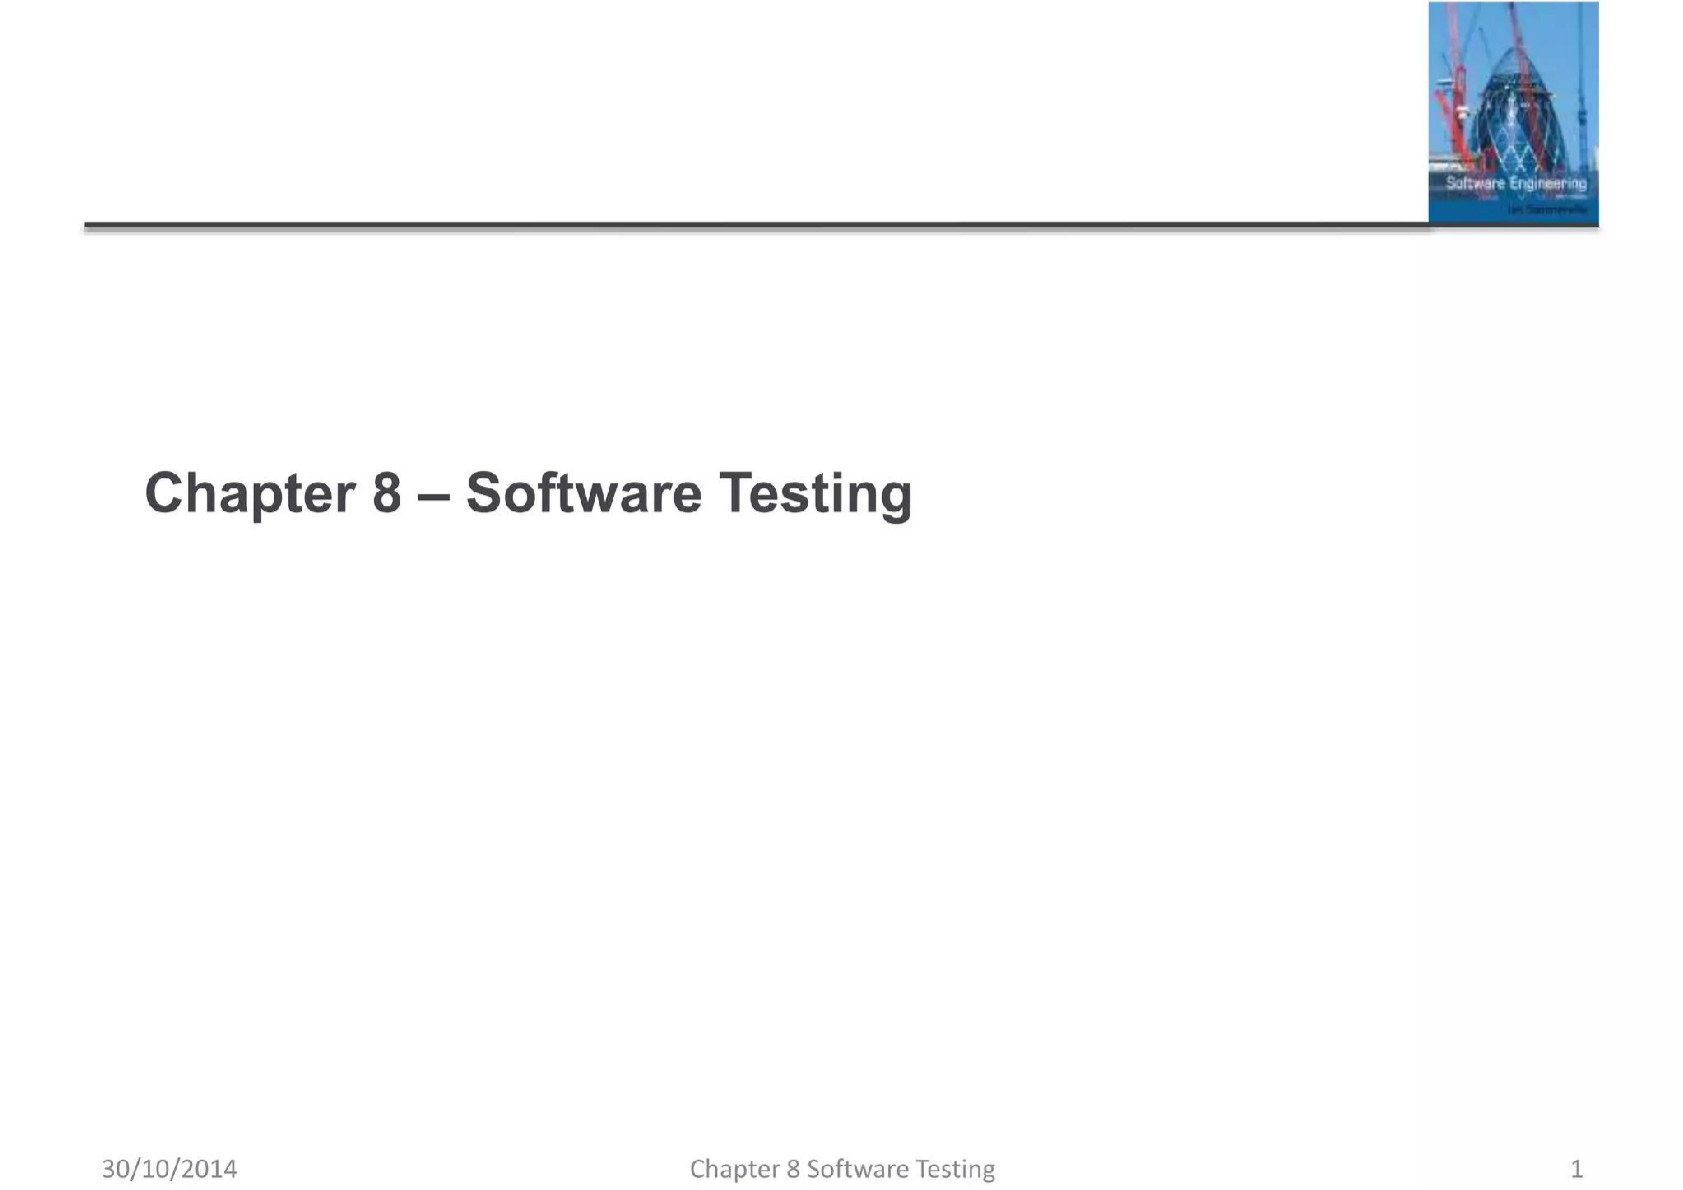 Software Engineering
Chapter 8 – Software Testing
30/10/2014
Chapter 8 Software Testing
1